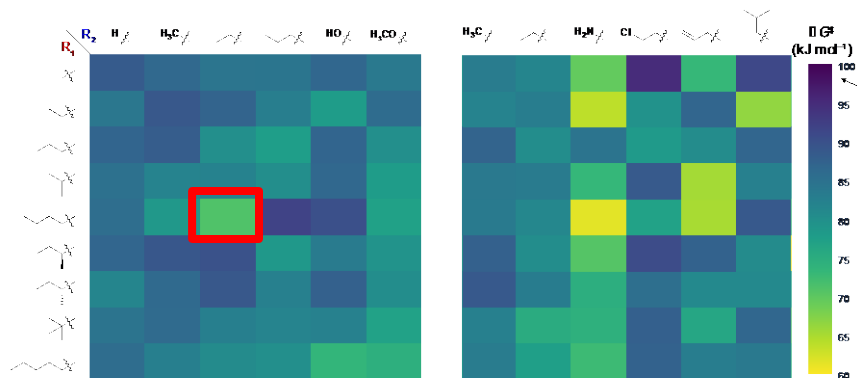 R₂ H H₃C HO H₃CO
R₁
H₃C H₂N Cl
▯ G‡
(kJ mol⁻¹)
100
95
90
85
80
75
70
65
60